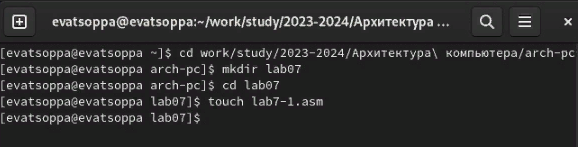 evatsoppa@evatsoppa:~/work/study/2023-2024/Архитектура ...
[evatsoppa@evatsoppa ~]$ cd work/study/2023-2024/Архитектура\ компьютера/arch-pc
[evatsoppa@evatsoppa arch-pc]$ mkdir lab07
[evatsoppa@evatsoppa arch-pc]$ cd lab07
[evatsoppa@evatsoppa lab07]$ touch lab7-1.asm
[evatsoppa@evatsoppa lab07]$